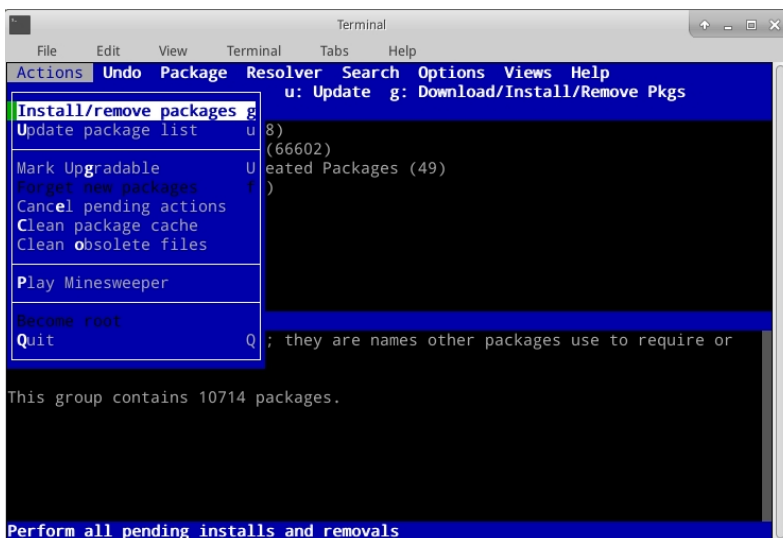 Terminal
File Edit View Terminal Tabs Help
Actions Undo Package Resolver Search Options Views Help
u: Update g: Download/Install/Remove Pkgs
Install/remove packages g
Update package list u 8)
(66602)
Mark Upgradable U eated Packages (49)
Forget new packages f )
Cancel pending actions
Clean package cache
Clean obsolete files
Play Minesweeper
Become root
Quit Q ; they are names other packages use to require or
This group contains 10714 packages.
Perform all pending installs and removals